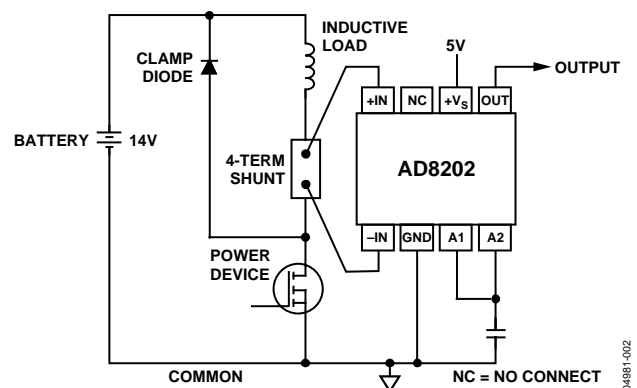 INDUCTIVE
LOAD
CLAMP
DIODE
5V
OUTPUT
+IN NC +VS OUT
BATTERY 14V
4-TERM
SHUNT
AD8202
–IN GND A1 A2
POWER
DEVICE
COMMON
NC = NO CONNECT
04981-002